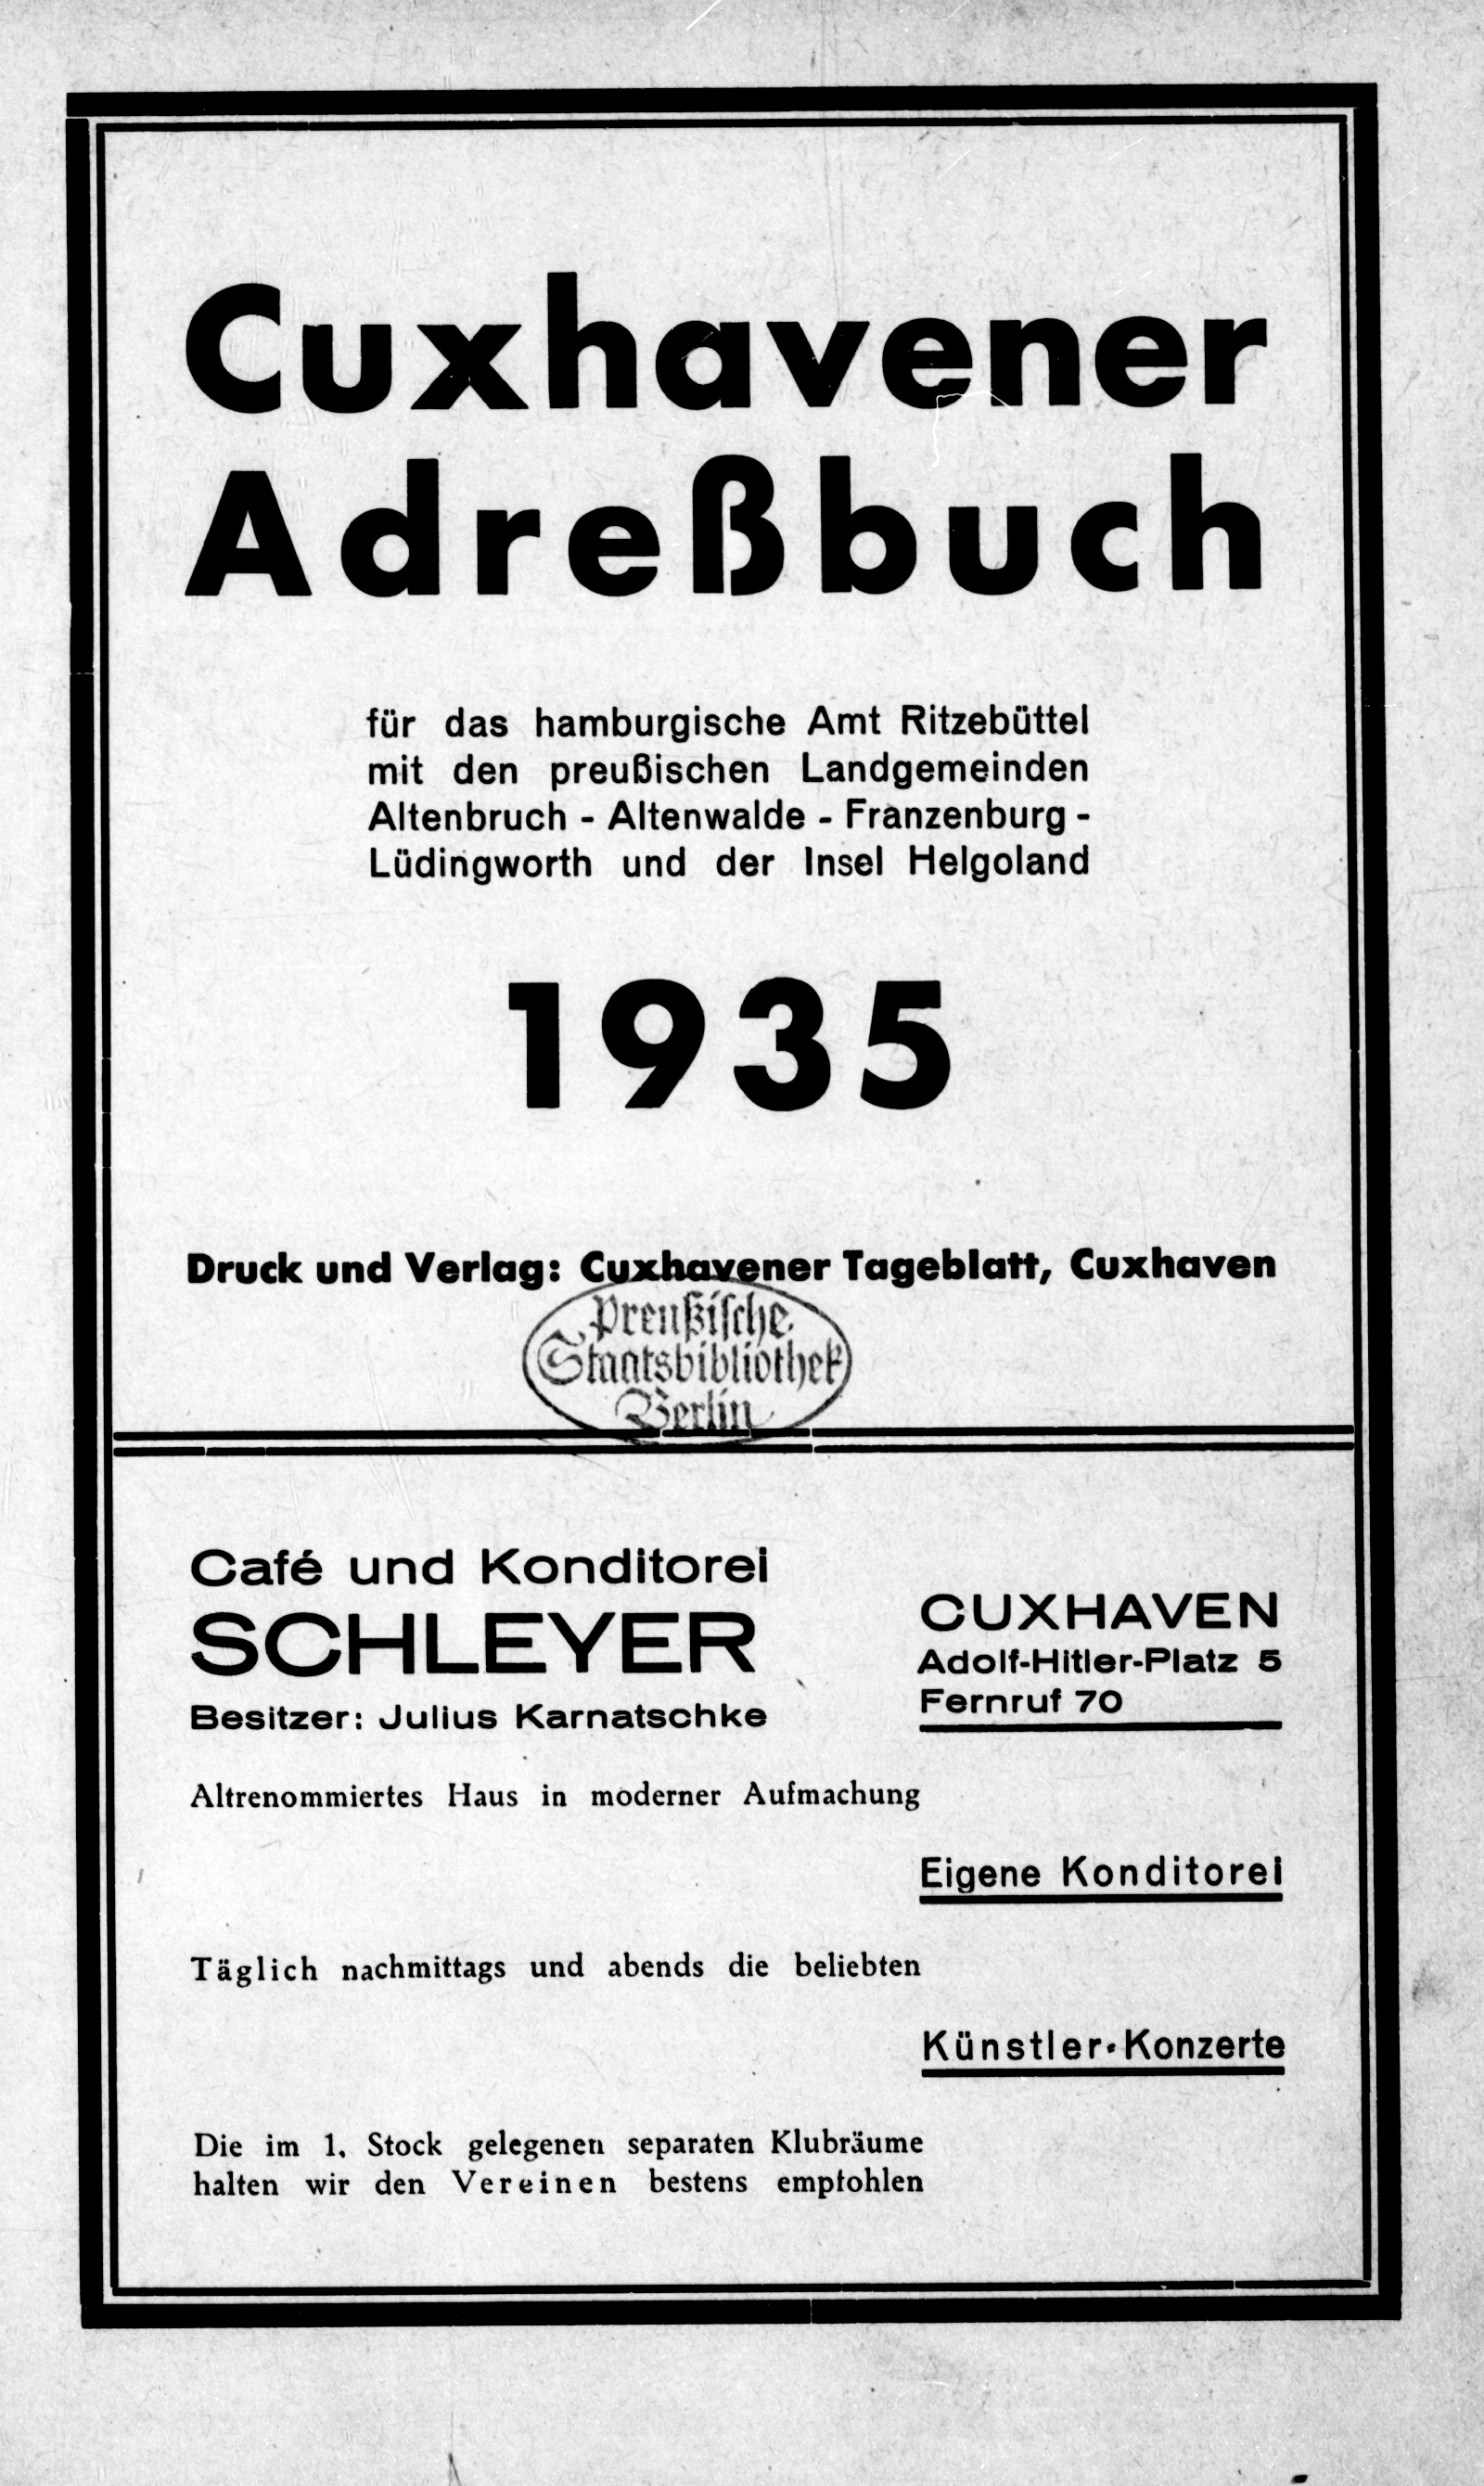 Cuxhavener
Adreßbuch
für das hamburgische Amt Ritzebüttel
mit den preußischen Landgemeinden
Altenbruch - Altenwalde - Franzenburg -
Lüdingworth und der Insel Helgoland
1935
Druck und Verlag: Cuxhavener Tageblatt, Cuxhaven
Preußische
Staatsbibliothek
Berlin
Café und Konditorei
SCHLEYER
Besitzer: Julius Karnatschke
CUXHAVEN
Adolf-Hitler-Platz 5
Fernruf 70
Altrenommiertes Haus in moderner Aufmachung
Eigene Konditorei
Täglich nachmittags und abends die beliebten
Künstler-Konzerte
Die im 1. Stock gelegenen separaten Klubräume
halten wir den Vereinen bestens empfohlen